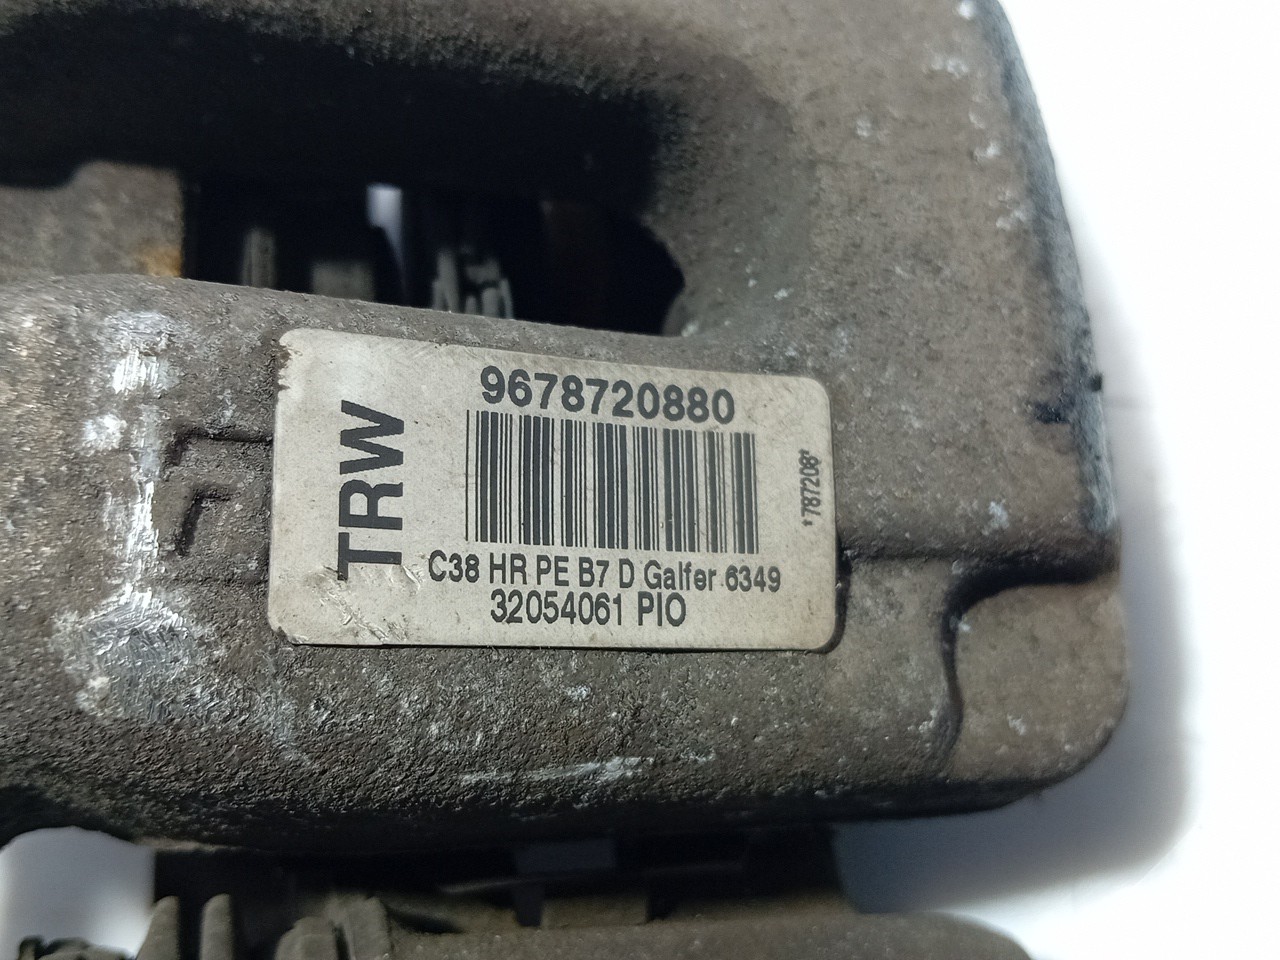 TRW
9678720880
*787208*
C38 HR PE B7 D Galfer 6349
32054061 PIO